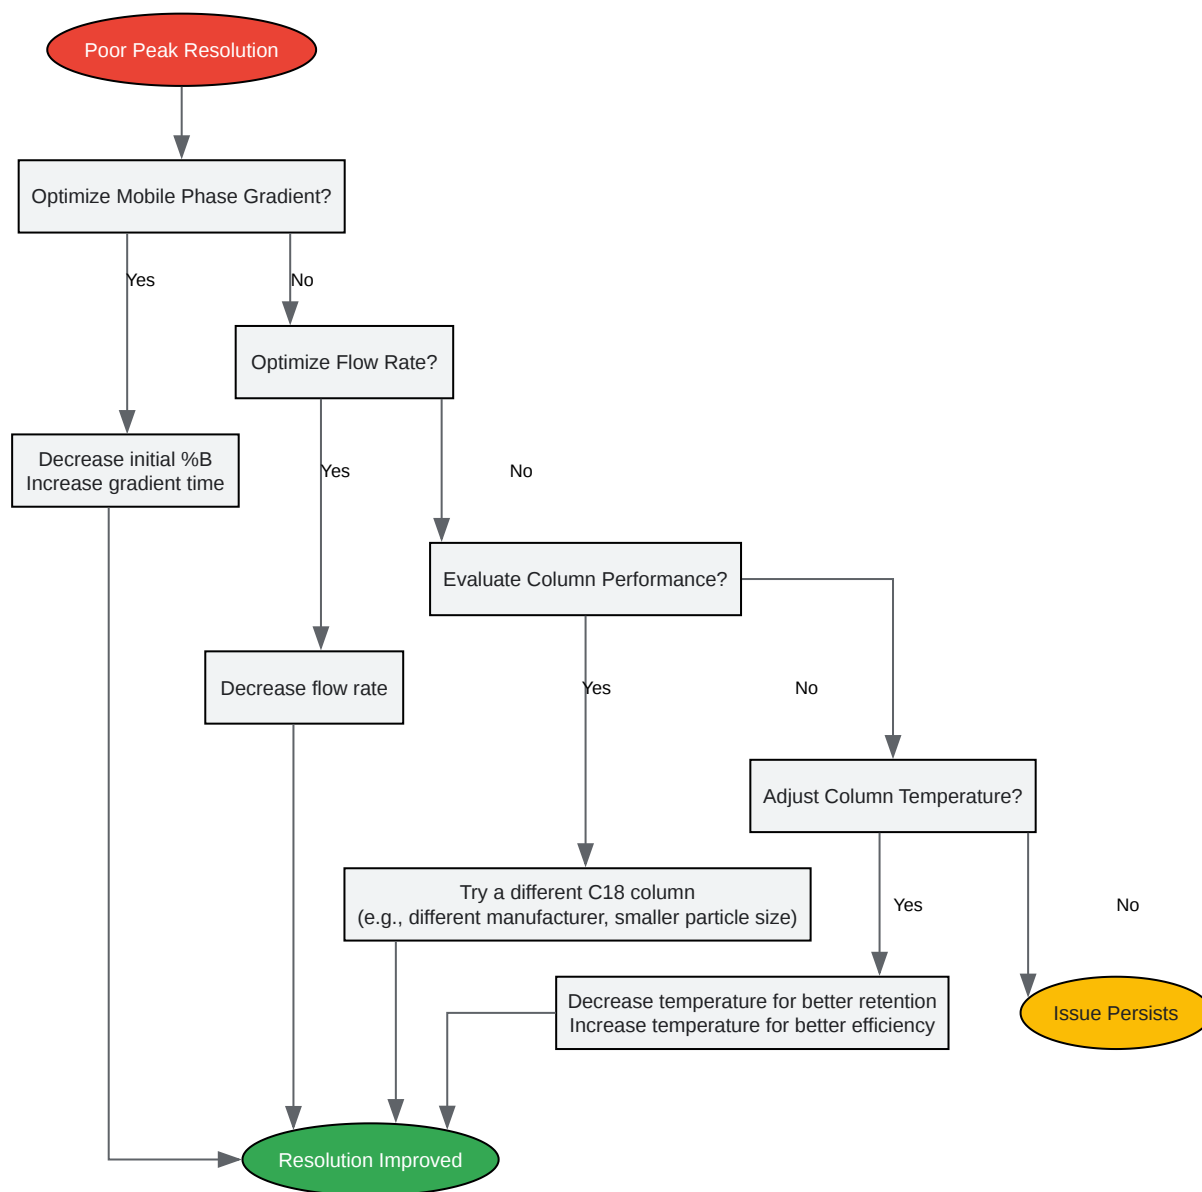 Poor Peak Resolution
Optimize Mobile Phase Gradient?
Yes
No
Optimize Flow Rate?
Decrease initial %B
Increase gradient time
Yes
No
Evaluate Column Performance?
Decrease flow rate
Yes
No
Adjust Column Temperature?
Try a different C18 column
(e.g., different manufacturer, smaller particle size)
Yes
No
Decrease temperature for better retention
Increase temperature for better efficiency
Issue Persists
Resolution Improved